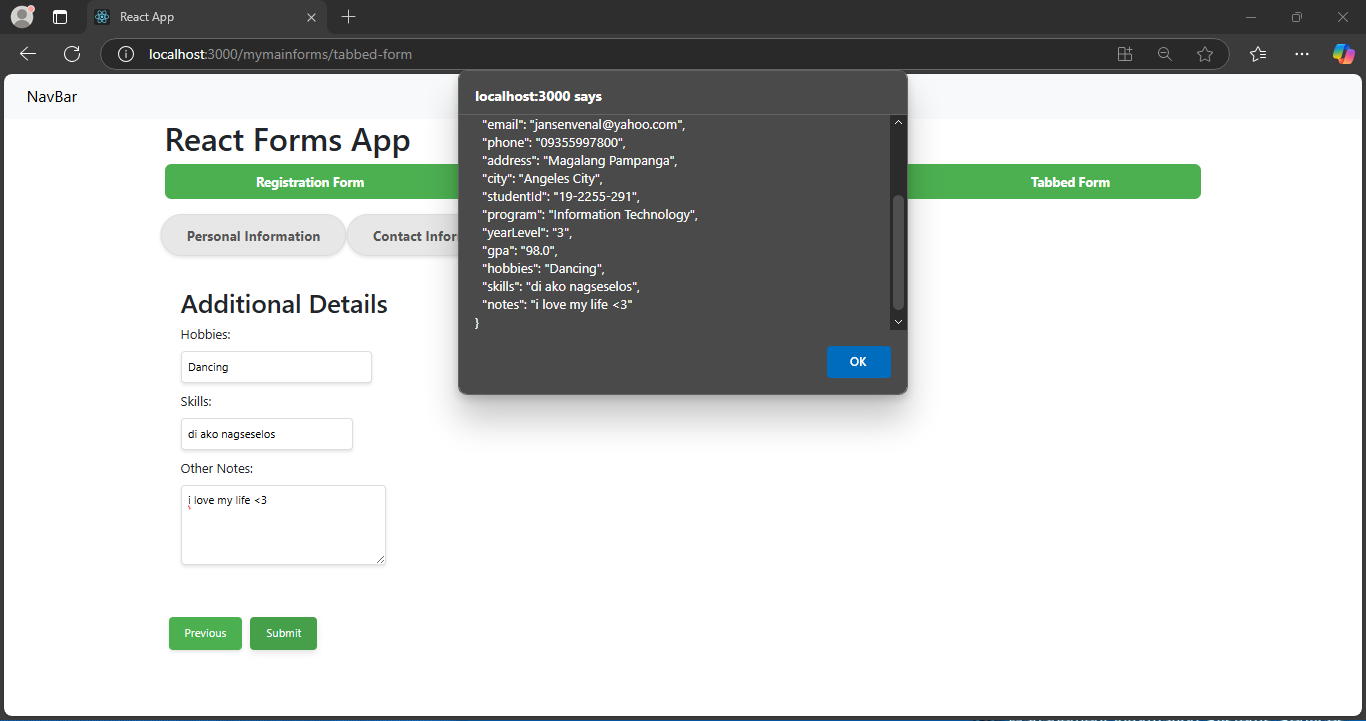 React App
localhost:3000/mymainforms/tabbed-form
NavBar
localhost:3000 says
"email": "jansenvenal@yahoo.com",
"phone": "09355997800",
"address": "Magalang Pampanga",
"city": "Angeles City",
"studentId": "19-2255-291",
"program": "Information Technology",
"yearLevel": "3",
"gpa": "98.0",
"hobbies": "Dancing",
"skills": "di ako nagseselos",
"notes": "i love my life <3"
}
OK
React Forms App
Registration Form
Tabbed Form
Personal Information
Contact Infor
Additional Details
Hobbies:
Dancing
Skills:
di ako nagseselos
Other Notes:
i love my life <3
Previous
Submit